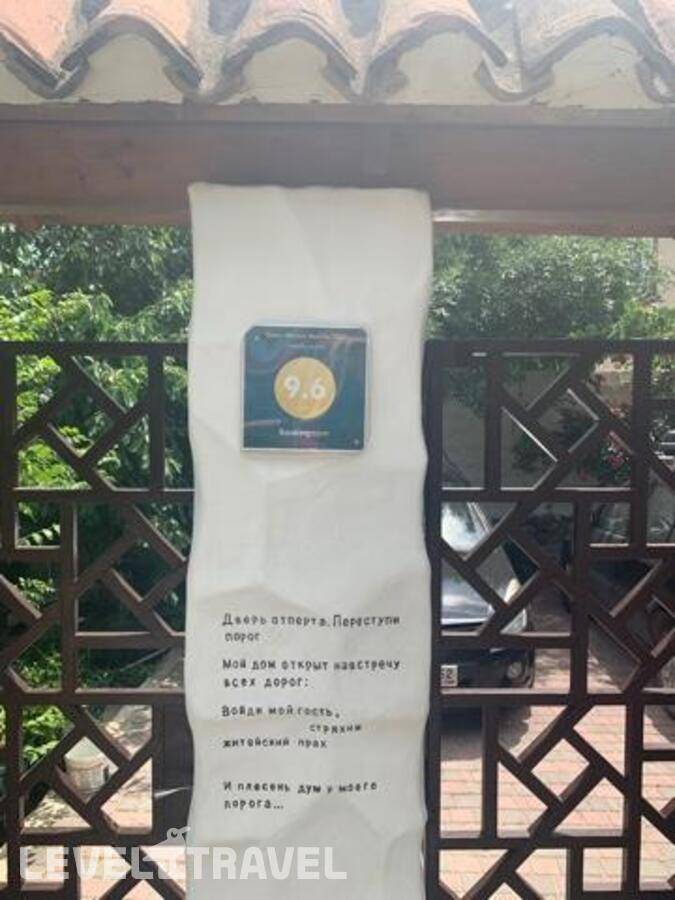 9.6
Дверь отперта. Переступи
порог
Мой дом открыт навстречу
всех дорог:
Войди мой гость,
стряхни
житейский прах
И плесень дум у моего
порога...
LEVEL TRAVEL